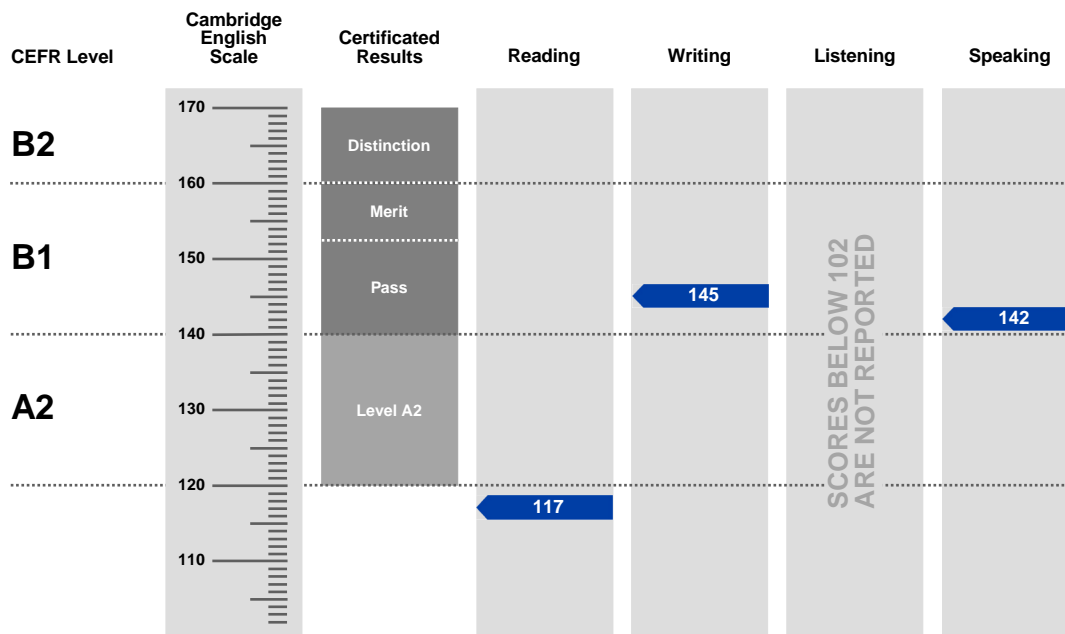 CEFR Level
Cambridge
English
Scale
Certificated
Results
Reading
Writing
Listening
Speaking
B2
B1
A2
170
160
150
140
130
120
110
Distinction
Merit
Pass
Level A2
117
145
SCORES BELOW 102
ARE NOT REPORTED
142